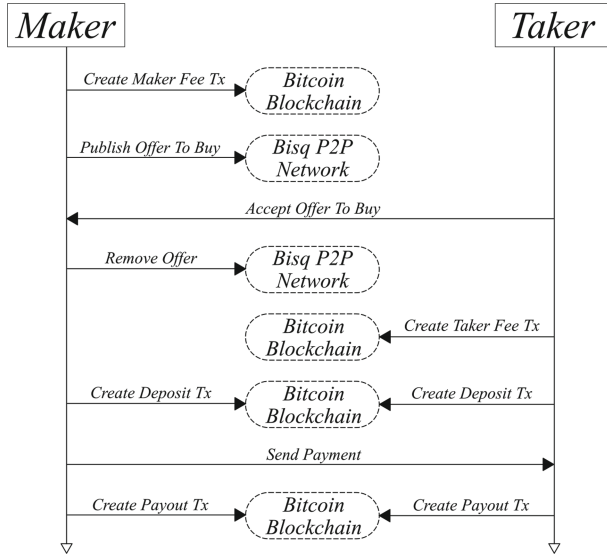 Maker
Taker
Create Maker Fee Tx
Bitcoin
Blockchain
Publish Offer To Buy
Bisq P2P
Network
Accept Offer To Buy
Remove Offer
Bisq P2P
Network
Bitcoin
Blockchain
Create Taker Fee Tx
Create Deposit Tx
Bitcoin
Blockchain
Create Deposit Tx
Send Payment
Create Payout Tx
Bitcoin
Blockchain
Create Payout Tx